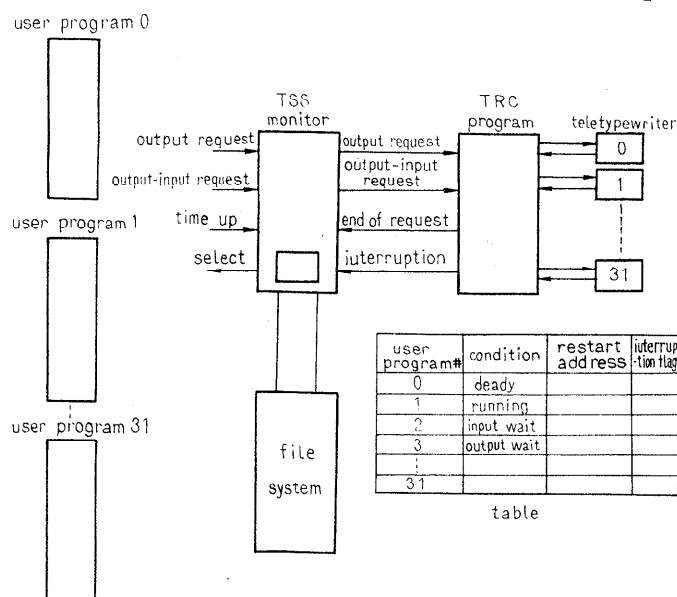 user program 0
TSS
monitor
TRC
program
teletypewriter
output request
output request
0
output-input request
output-input
request
1
user program 1
time up
end of request
select
iuterruption
31
user
program#
condition
restart
address
iuterrup
-tion tlag
0
deady
1
running
2
input wait
3
output wait
31
user program 31
file
system
table